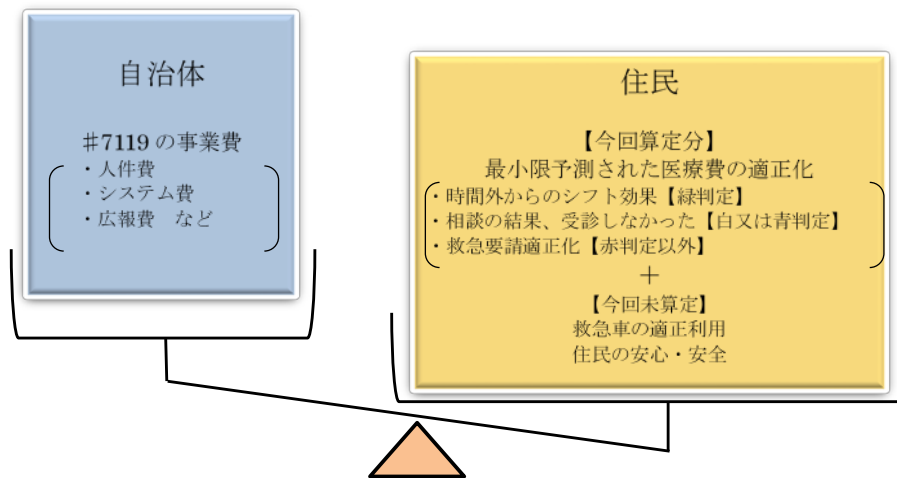 自治体
#7119の事業費
・人件費
・システム費
・広報費　など
住民
【今回算定分】
最小限予測された医療費の適正化
・時間外からのシフト効果【緑判定】
・相談の結果、受診しなかった【白又は青判定】
・救急要請適正化【赤判定以外】
＋
【今回未算定】
救急車の適正利用
住民の安心・安全